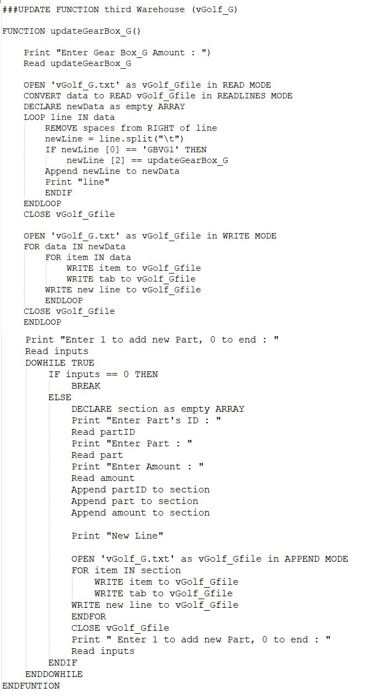 ###UPDATE FUNCTION third Warehouse (vGolf_G)
FUNCTION updateGearBox_G()
Print "Enter Gear Box_G Amount : ")
Read updateGearBox_G
OPEN 'vGolf_G.txt' as vGolf_Gfile in READ MODE
CONVERT data to READ vGolf_Gfile in READLINES MODE
DECLARE newData as empty ARRAY
LOOP line IN data
REMOVE spaces from RIGHT of line
newLine = line.split("\t")
IF newLine [0] == 'GBVG1' THEN
newLine [2] == updateGearBox_G
Append newLine to newData
Print "line"
ENDIF
ENDLOOP
CLOSE vGolf_Gfile
OPEN 'vGolf_G.txt' as vGolf_Gfile in WRITE MODE
FOR data IN newData
FOR item IN data
WRITE item to vGolf_Gfile
WRITE tab to vGolf_Gfile
WRITE new line to vGolf_Gfile
ENDLOOP
CLOSE vGolf_Gfile
ENDLOOP
Print "Enter 1 to add new Part, 0 to end : "
Read inputs
DOWHILE TRUE
IF inputs == 0 THEN
BREAK
ELSE
DECLARE section as empty ARRAY
Print "Enter Part's ID : "
Read partID
Print "Enter Part : "
Read part
Print "Enter Amount : "
Read amount
Append partID to section
Append part to section
Append amount to section
Print "New Line"
OPEN 'vGolf_G.txt' as vGolf_Gfile in APPEND MODE
FOR item IN section
WRITE item to vGolf_Gfile
WRITE tab to vGolf_Gfile
WRITE new line to vGolf_Gfile
ENDFOR
CLOSE vGolf_Gfile
Print " Enter 1 to add new Part, 0 to end : "
Read inputs
ENDIF
ENDDOWHILE
ENDFUNTION